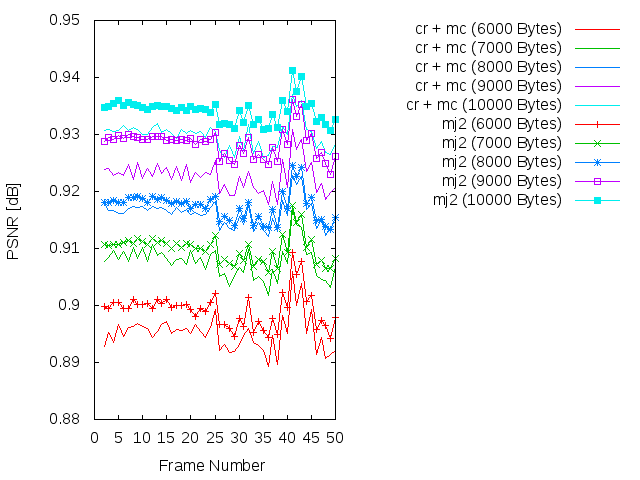 0.95
0.94
0.93
0.92
0.91
0.9
0.89
0.88
PSNR [dB]
0 5 10 15 20 25 30 35 40 45 50
Frame Number
cr + mc (6000 Bytes)
cr + mc (7000 Bytes)
cr + mc (8000 Bytes)
cr + mc (9000 Bytes)
cr + mc (10000 Bytes)
mj2 (6000 Bytes)
mj2 (7000 Bytes)
mj2 (8000 Bytes)
mj2 (9000 Bytes)
mj2 (10000 Bytes)